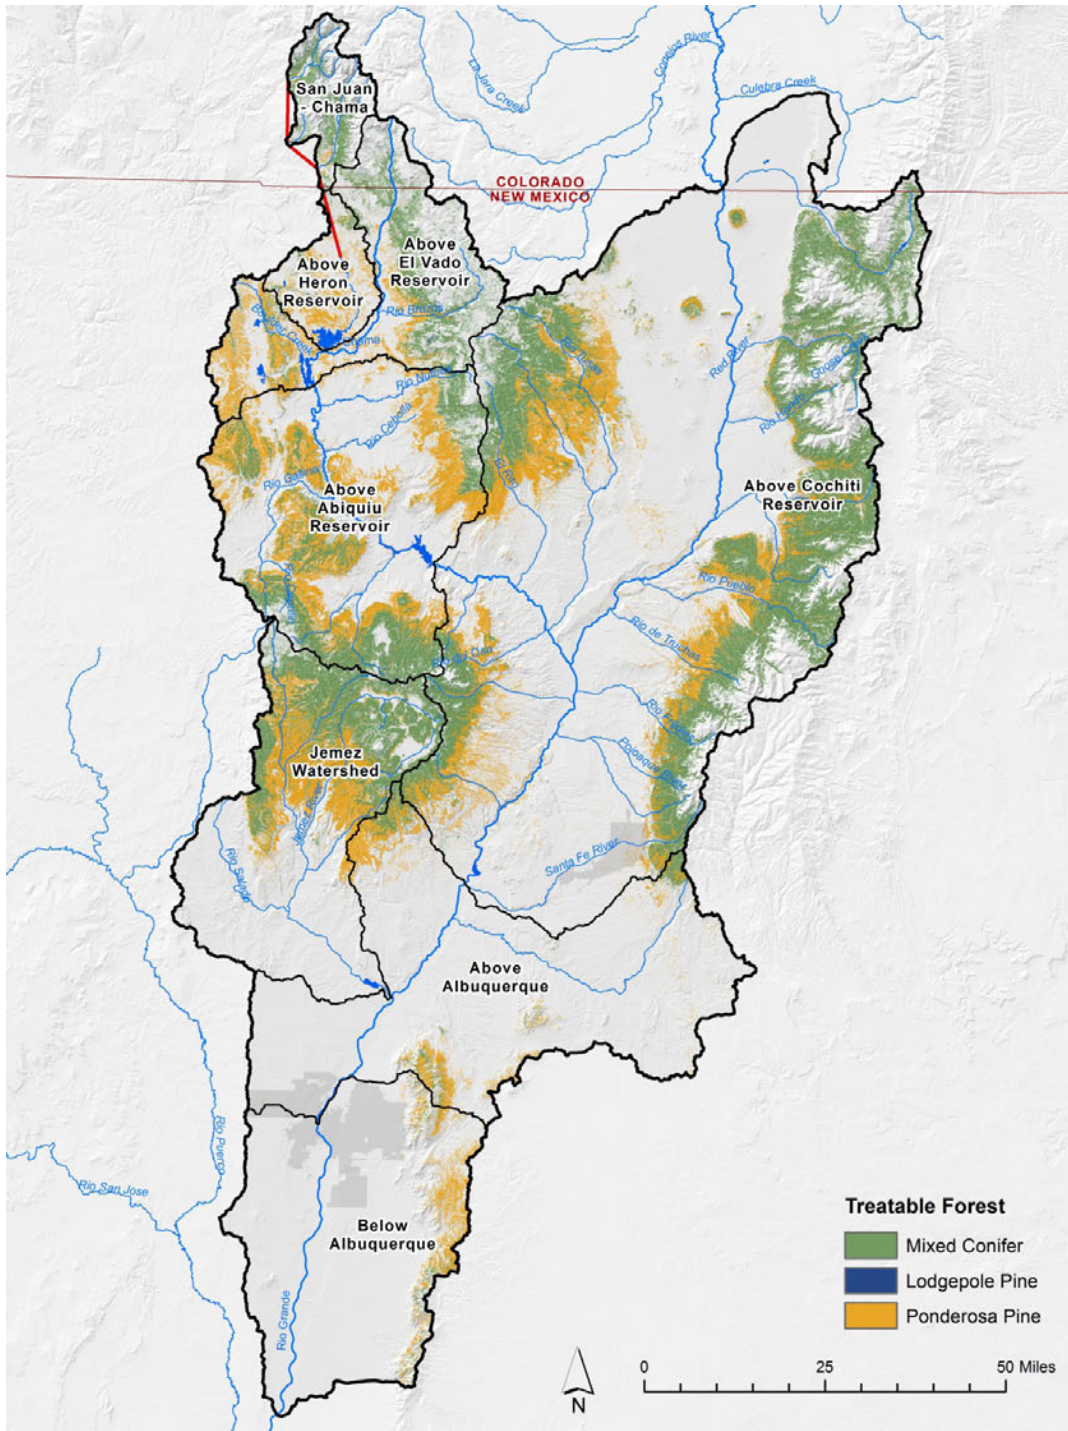 Conejos River
La Jara Creek
Culebra Creek
San Juan
- Chama
COLORADO
NEW MEXICO
Above
El Vado
Reservoir
Above
Heron
Reservoir
Rio Brazos
Boulder Creek
Chama
Rio Tusas
Red River
Rio Nutrias
Rio Hondo
Rio Cebolla
El Rito
Rio Gallina
Above
Abiquiu
Reservoir
Above Cochiti
Reservoir
Rio Pueblo
Rio de Truchas
Rio del Oso
Jemez
Watershed
Jemez River
Rio Salado
Santa Fe River
Above
Albuquerque
Rio Puerco
Rio San Jose
Below
Albuquerque
Rio Grande
Treatable Forest
Mixed Conifer
Lodgepole Pine
Ponderosa Pine
0 25 50 Miles
N